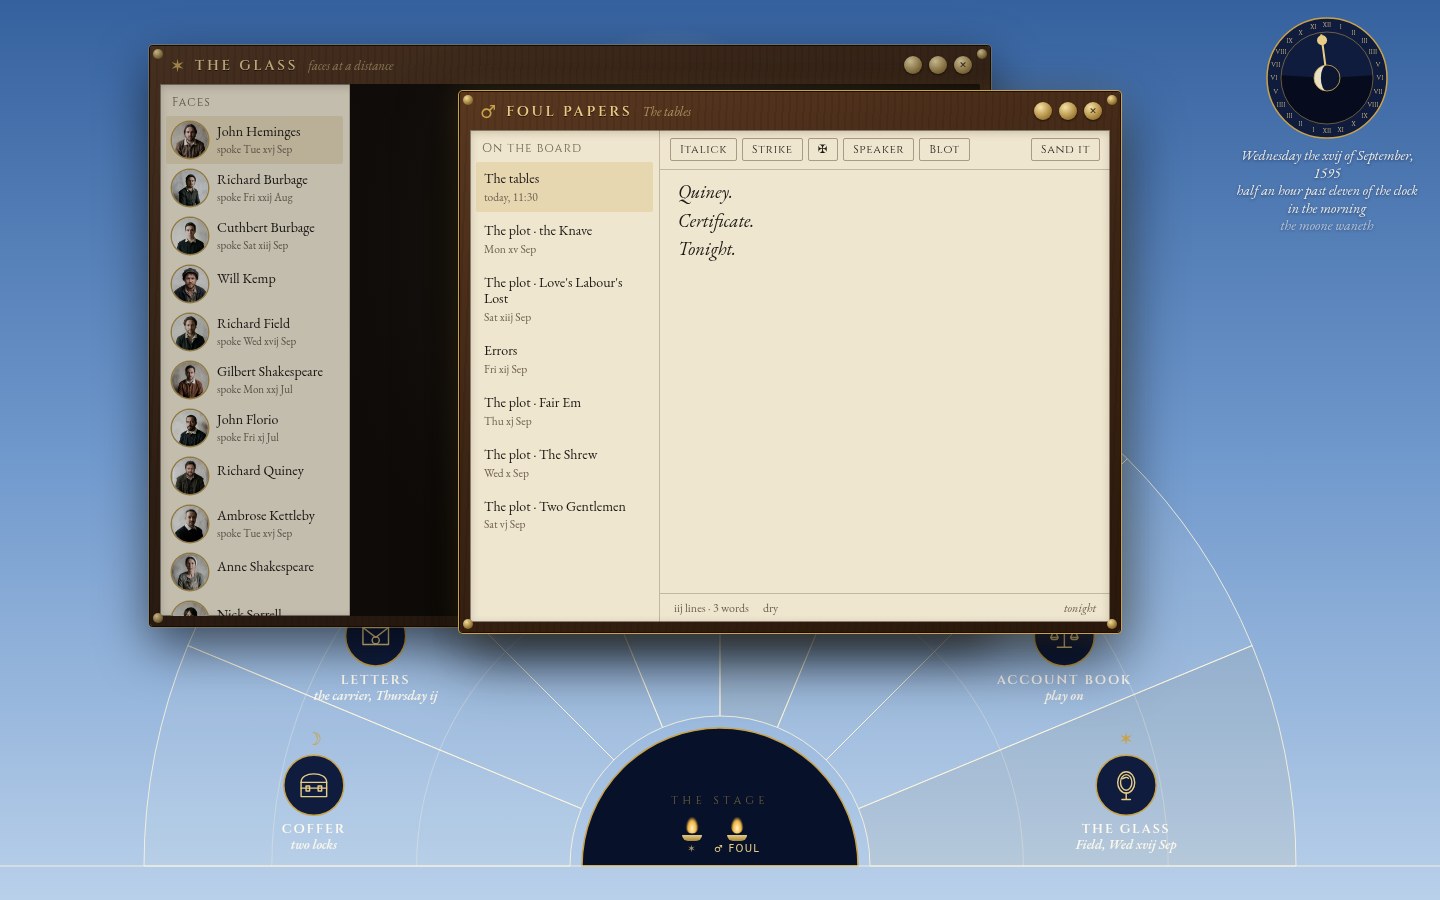 THE GLASS faces at a distance
FACES
John Heminges
spoke Tue xvj Sep
Richard Burbage
spoke Fri xxij Aug
Cuthbert Burbage
spoke Sat xiij Sep
Will Kemp
Richard Field
spoke Wed xvij Sep
Gilbert Shakespeare
spoke Mon xxj Jul
John Florio
spoke Fri xj Jul
Richard Quiney
Ambrose Kettleby
spoke Tue xvj Sep
Anne Shakespeare
Nick Sorrell
FOUL PAPERS The tables
ON THE BOARD
The tables
today, 11:30
The plot · the Knave
Mon xv Sep
The plot · Love's Labour's
Lost
Sat xiij Sep
Errors
Fri xij Sep
The plot · Fair Em
Thu xj Sep
The plot · The Shrew
Wed x Sep
The plot · Two Gentlemen
Sat vj Sep
ITALICK STRIKE ✠ SPEAKER BLOT SAND IT
Quiney.
Certificate.
Tonight.
iij lines · 3 words dry tonight
Wednesday the xvij of September,
1595
half an hour past eleven of the clock
in the morning
the moone waneth
LETTERS
the carrier, Thursday ij
COFFER
two locks
THE STAGE
✶ ♂ FOUL
ACCOUNT BOOK
play on
THE GLASS
Field, Wed xvij Sep